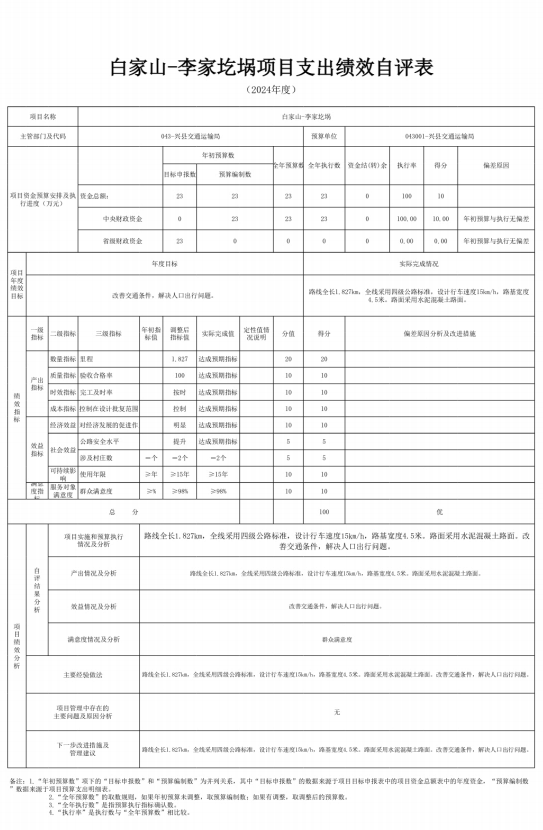 白家山-李家圪埚项目支出绩效自评表
（2024年度）
项目名称 白家山-李家圪埚
主管部门及代码 043-兴县交通运输局 预算单位 043001-兴县交通运输局
项目资金预算安排及执行进度（万元） 年初预算数 全年预算数 全年执行数 资金结(转)余 执行率 得分 偏差原因
目标申报数 预算编制数
资金总额: 23 23 23 23 0 100 10
中央财政资金 0 23 23 23 0 100.00 10.00 年初预算与执行无偏差
省级财政资金 23 0 0 0 0 0.00 0.00 年初预算与执行无偏差
项目年度绩效目标 年度目标 实际完成情况
改善交通条件，解决人口出行问题。 路线全长1.827km，全线采用四级公路标准，设计行车速度15km/h，路基宽度4.5米。路面采用水泥混凝土路面。
绩效指标 一级指标 二级指标 三级指标 年初指标值 调整后指标值 实际完成值 定性值情况说明 分值 得分 偏差原因分析及改进措施
产出指标 数量指标 里程 1.827 达成预期指标 20 20
质量指标 验收合格率 100 达成预期指标 10 10
时效指标 完工及时率 按时 达成预期指标 10 10
成本指标 控制在设计批复范围 控制 达成预期指标 10 10
效益指标 经济效益 对经济发展的促进作 明显 达成预期指标 10 10
社会效益 公路安全水平 提升 达成预期指标 5 5
涉及村庄数 =个 =2个 =2个 5 5
可持续影响 使用年限 ≥年 ≥15年 ≥15年 10 10
满意度指标 服务对象满意度 群众满意度 ≥% ≥98% ≥98% 10 10
总 分 100 优
项目绩效分析 自评结果分析 项目实施和预算执行情况及分析 路线全长1.827km，全线采用四级公路标准，设计行车速度15km/h，路基宽度4.5米。路面采用水泥混凝土路面。改善交通条件，解决人口出行问题。
产出情况及分析 路线全长1.827km，全线采用四级公路标准，设计行车速度15km/h，路基宽度4.5米。路面采用水泥混凝土路面。
效益情况及分析 改善交通条件，解决人口出行问题。
满意度情况及分析 群众满意度
主要经验做法 路线全长1.827km，全线采用四级公路标准，设计行车速度15km/h，路基宽度4.5米。路面采用水泥混凝土路面。改善交通条件，解决人口出行问题。
项目管理中存在的主要问题及原因分析 无
下一步改进措施及管理建议 路线全长1.827km，全线采用四级公路标准，设计行车速度15km/h，路基宽度4.5米。路面采用水泥混凝土路面。改善交通条件，解决人口出行问题。
备注：1.“年初预算数”项下的“目标申报数”和“预算编制数”为并列关系，其中“目标申报数”的数据来源于项目目标申报表中的项目资金总额表中的年度资金，“预算编制数
”数据来源于项目预算支出明细表。
2.“全年预算数”的取数规则，如果年初预算未调整，取预算编制数；如果有调整，取调整后的预算数。
3.“全年执行数”是指预算执行指标确认数。
4.“执行率”是执行数与“全年预算数”相比较。